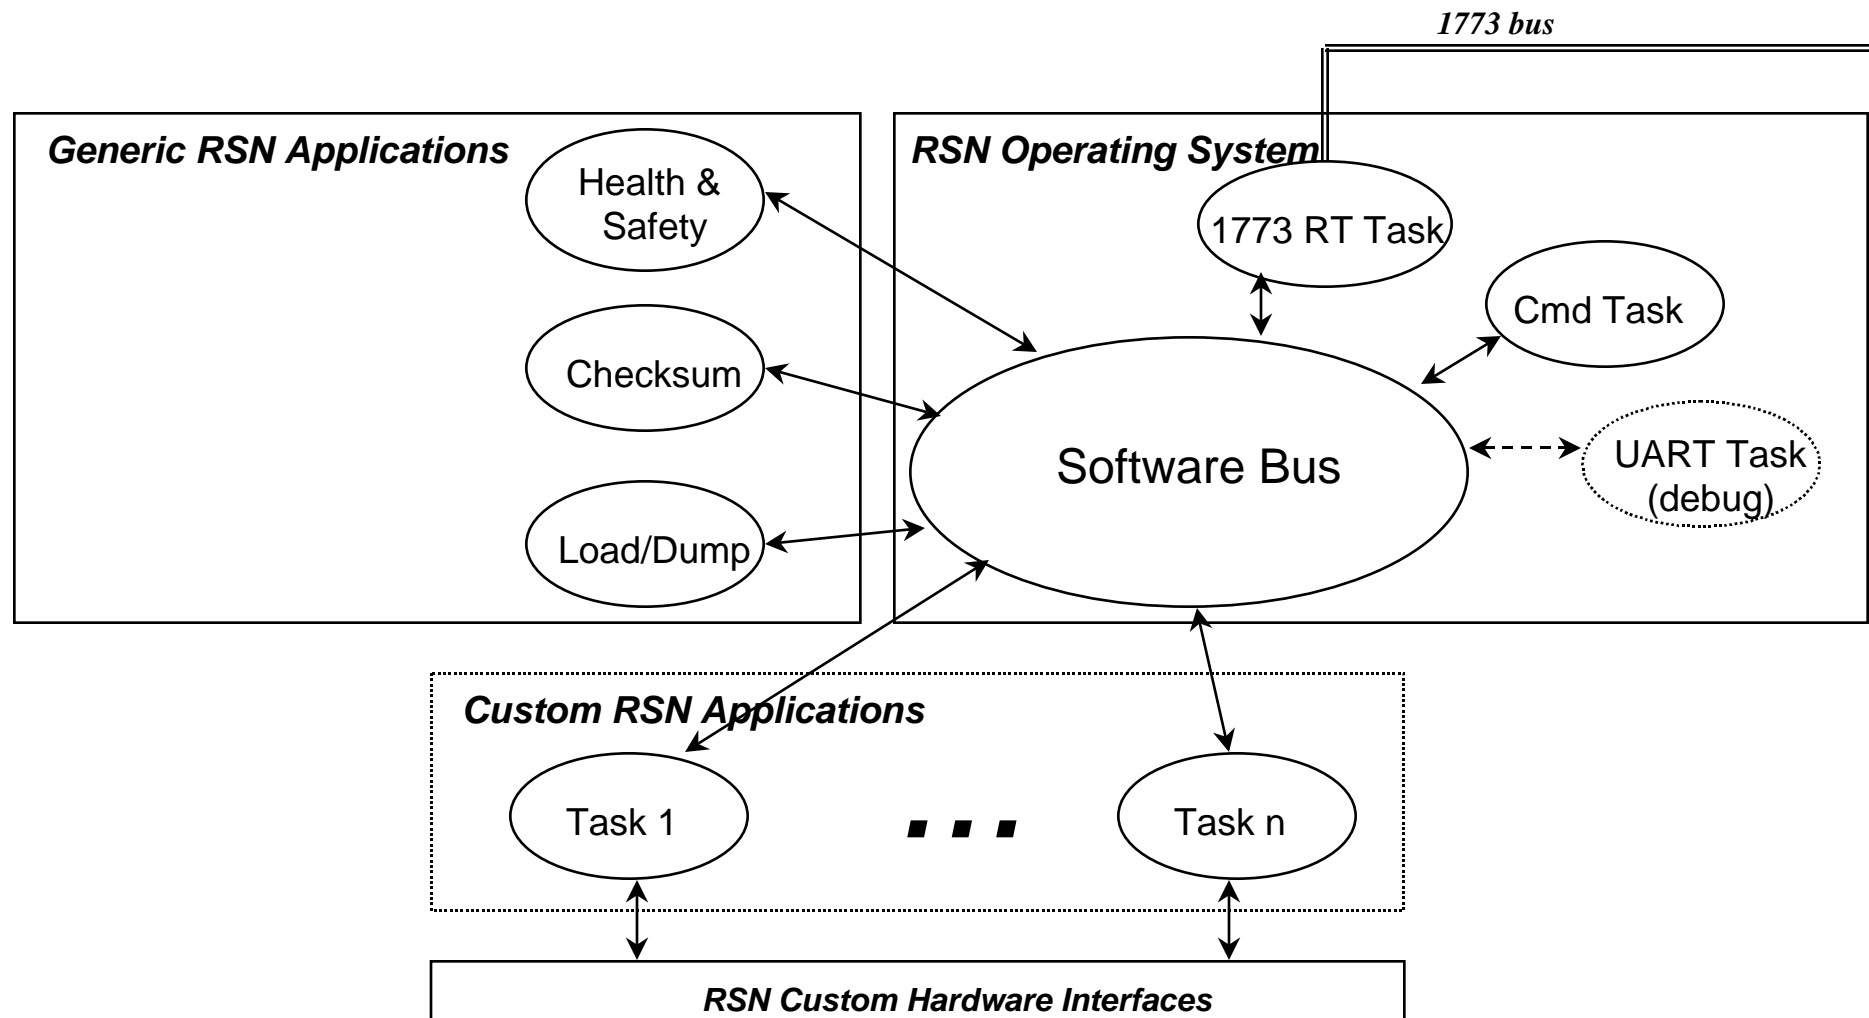 1773 bus
Generic RSN Applications
RSN Operating System
Health &
Safety
1773 RT Task
Cmd Task
Checksum
Software Bus
UART Task
(debug)
Load/Dump
Custom RSN Applications
Task 1
...
Task n
RSN Custom Hardware Interfaces